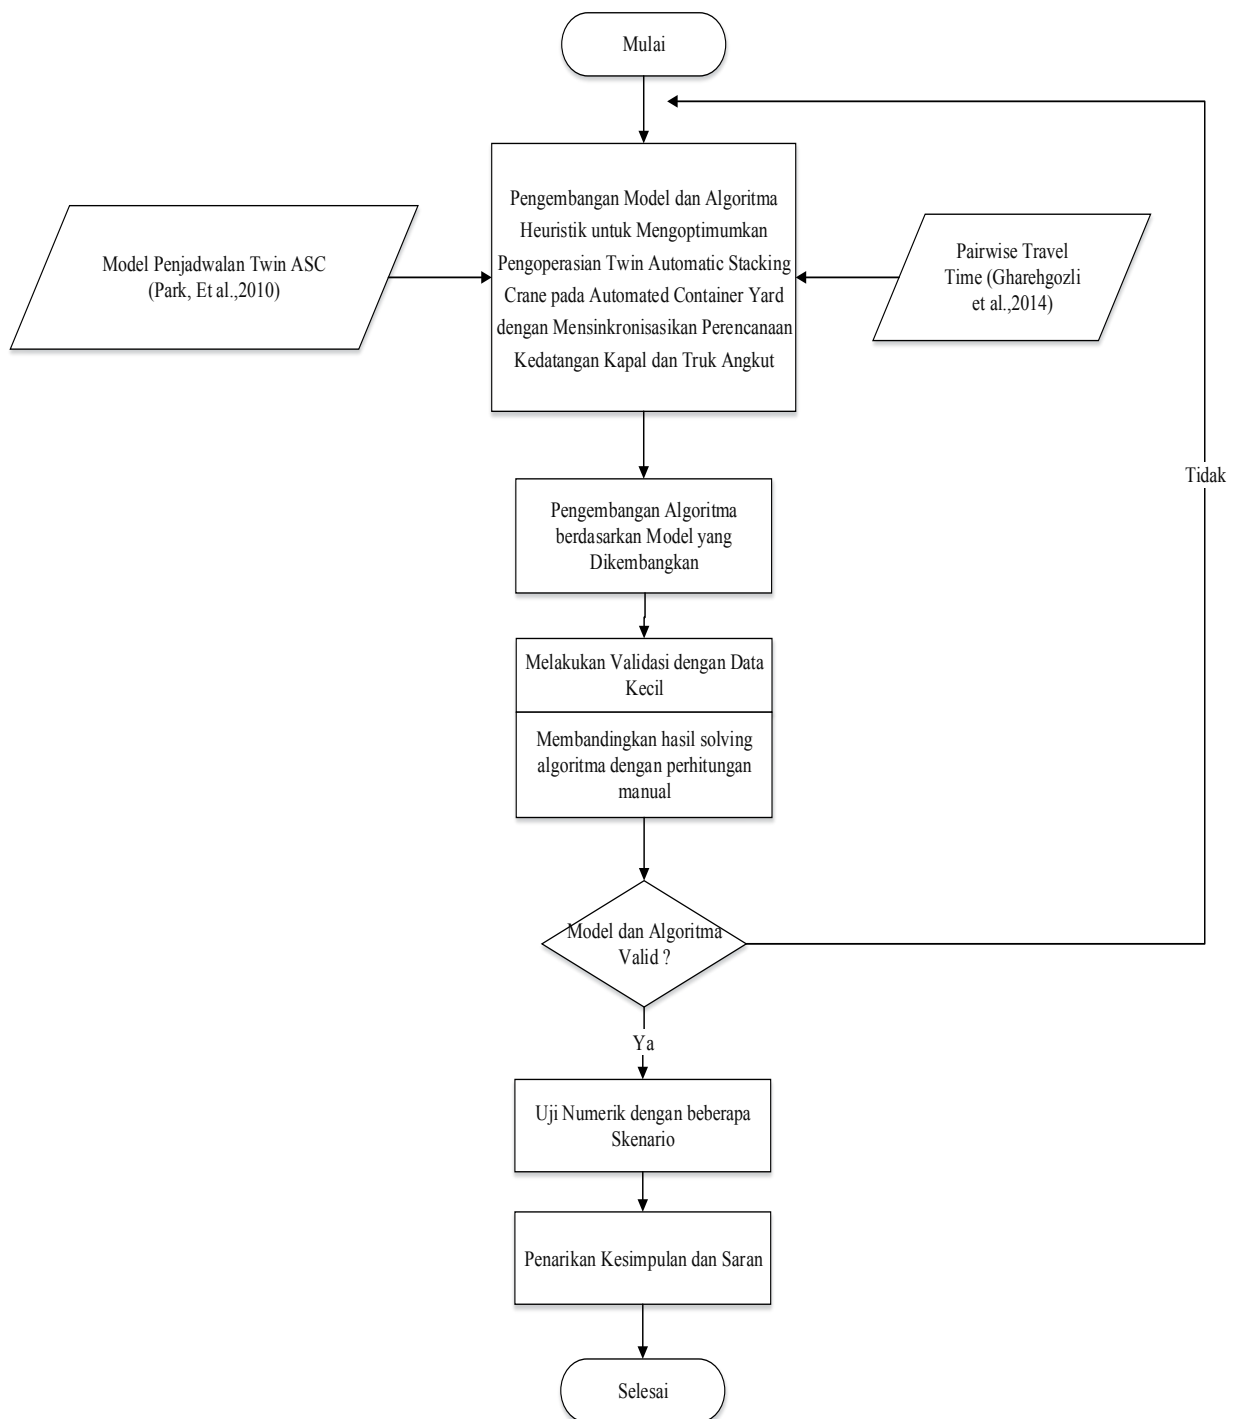 Mulai
Pengembangan Model dan Algoritma
Heuristik untuk Mengoptimumkan
Pengoperasian Twin Automatic Stacking
Crane pada Automated Container Yard
dengan Mensinkronisasikan Perencanaan
Kedatangan Kapal dan Truk Angkut
Model Penjadwalan Twin ASC
(Park, Et al.,2010)
Pairwise Travel
Time (Gharehgozli
et al.,2014)
Pengembangan Algoritma
berdasarkan Model yang
Dikembangkan
Melakukan Validasi dengan Data
Kecil
Membandingkan hasil solving
algoritma dengan perhitungan
manual
Model dan Algoritma
Valid ?
Tidak
Ya
Uji Numerik dengan beberapa
Skenario
Penarikan Kesimpulan dan Saran
Selesai